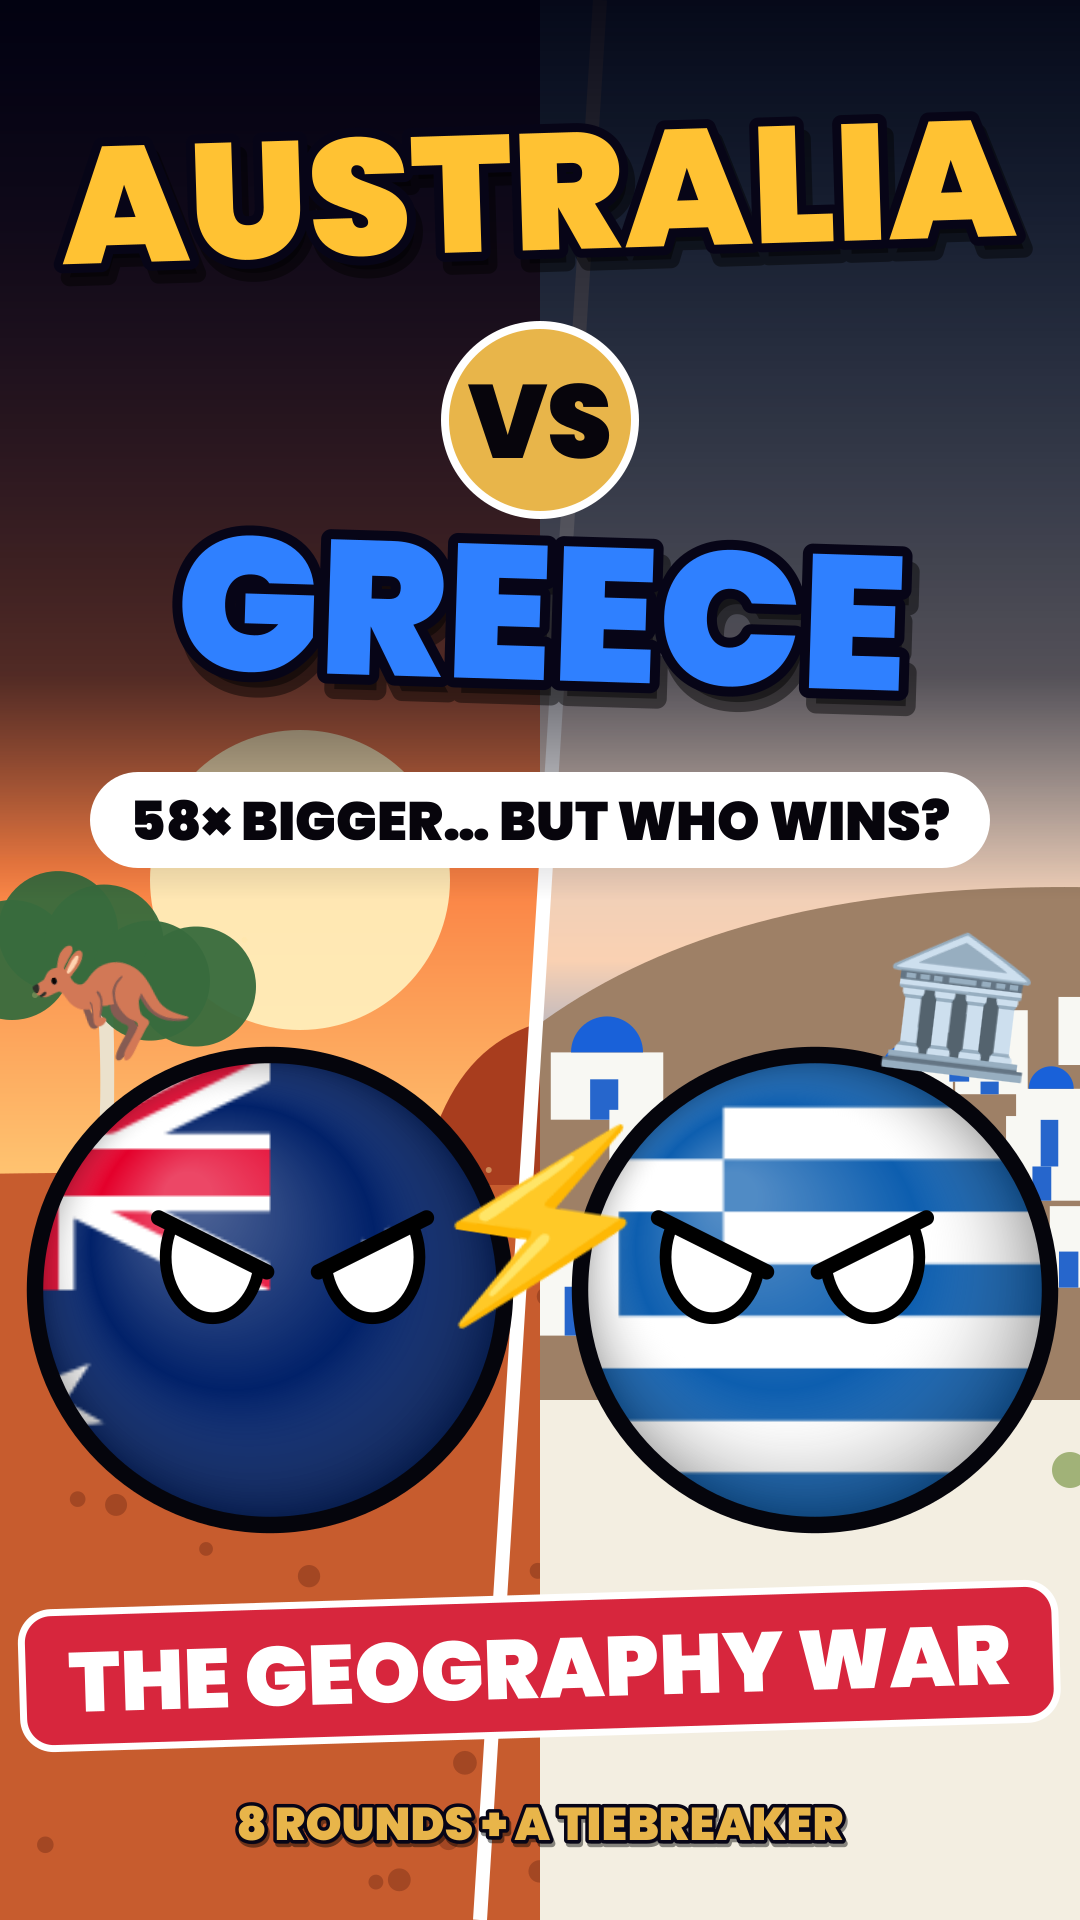 AUSTRALIA
VS
GREECE
58× BIGGER... BUT WHO WINS?
THE GEOGRAPHY WAR
8 ROUNDS + A TIEBREAKER